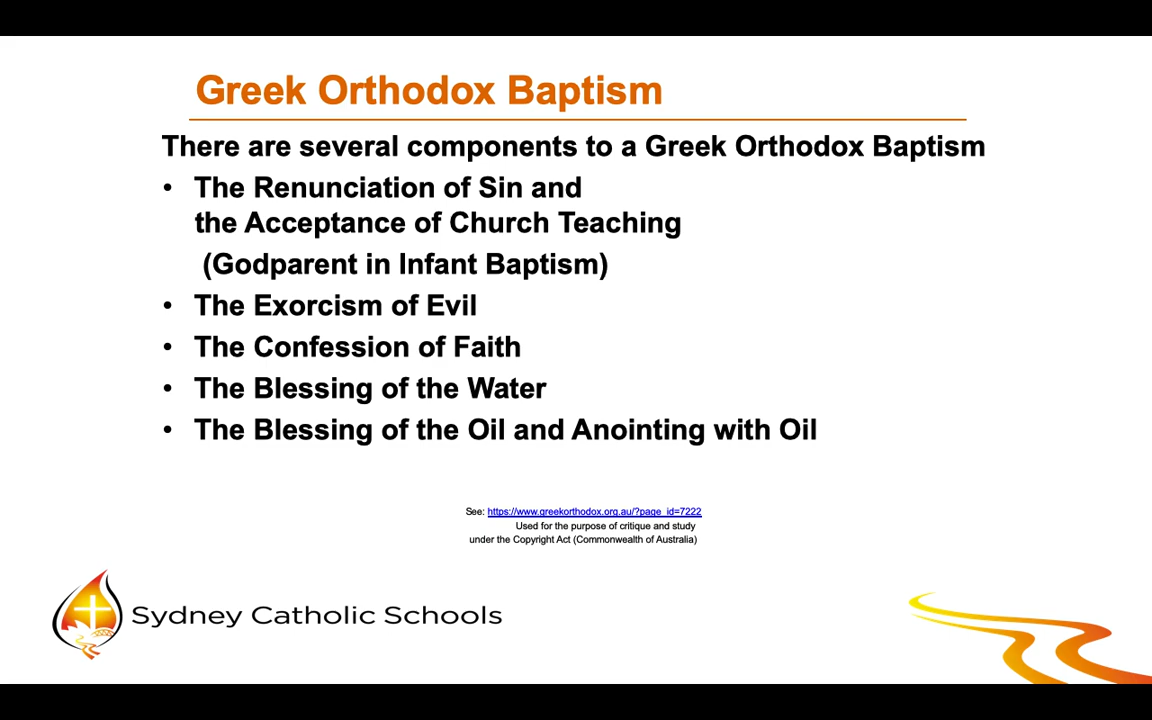 Greek Orthodox Baptism
There are several components to a Greek Orthodox Baptism
• The Renunciation of Sin and
the Acceptance of Church Teaching
(Godparent in Infant Baptism)
• The Exorcism of Evil
• The Confession of Faith
• The Blessing of the Water
• The Blessing of the Oil and Anointing with Oil
See: https://www.greekorthodox.org.au/?page_id=7222
Used for the purpose of critique and study
under the Copyright Act (Commonwealth of Australia)
Sydney Catholic Schools